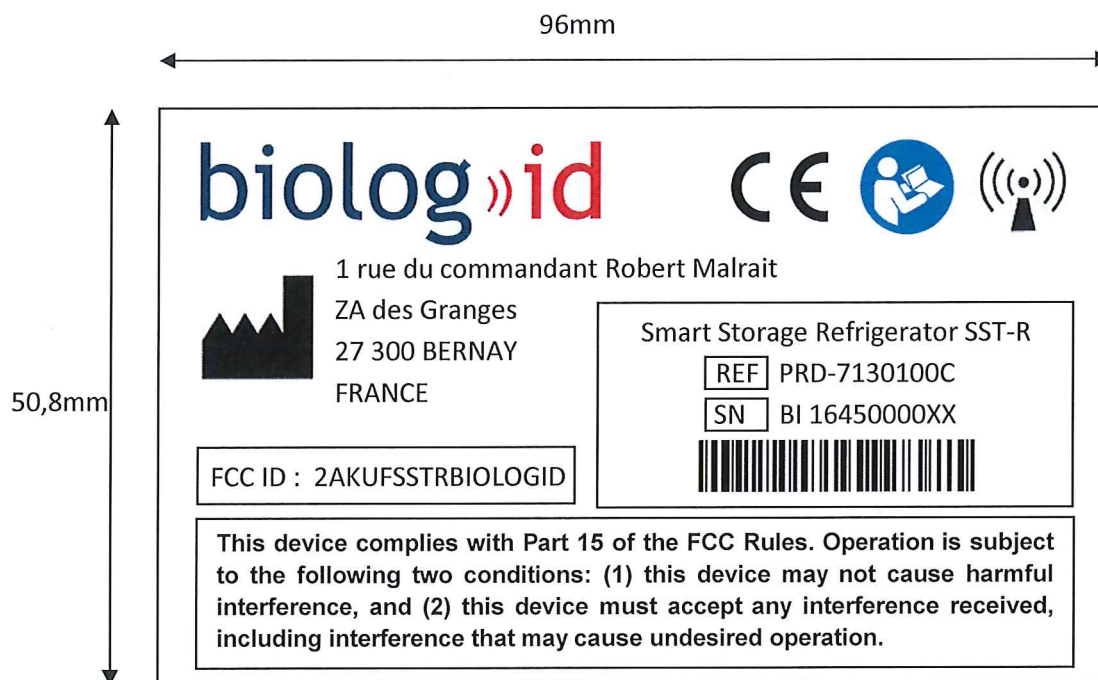 96mm
50,8mm
biolog id
CE
1 rue du commandant Robert Malrait
ZA des Granges
27 300 BERNAY
FRANCE
Smart Storage Refrigerator SST-R
REF PRD-7130100C
SN BI 16450000XX
FCC ID : 2AKUFSSTRBIOLOGID
This device complies with Part 15 of the FCC Rules. Operation is subject
to the following two conditions: (1) this device may not cause harmful
interference, and (2) this device must accept any interference received,
including interference that may cause undesired operation.